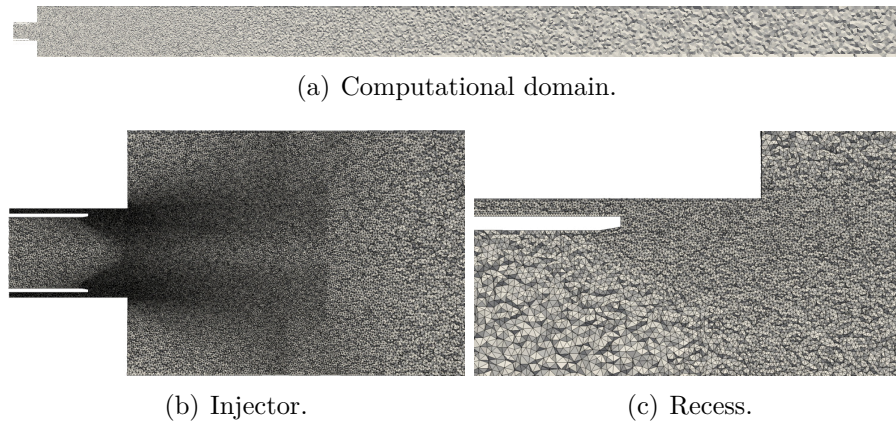 (a) Computational domain.
(b) Injector.
(c) Recess.